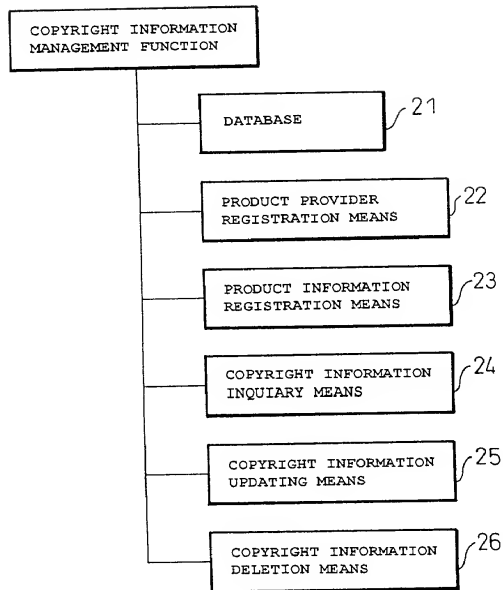 COPYRIGHT INFORMATION
MANAGEMENT FUNCTION
DATABASE
21
PRODUCT PROVIDER
REGISTRATION MEANS
22
PRODUCT INFORMATION
REGISTRATION MEANS
23
COPYRIGHT INFORMATION
INQUIARY MEANS
24
COPYRIGHT INFORMATION
UPDATING MEANS
25
COPYRIGHT INFORMATION
DELETION MEANS
26